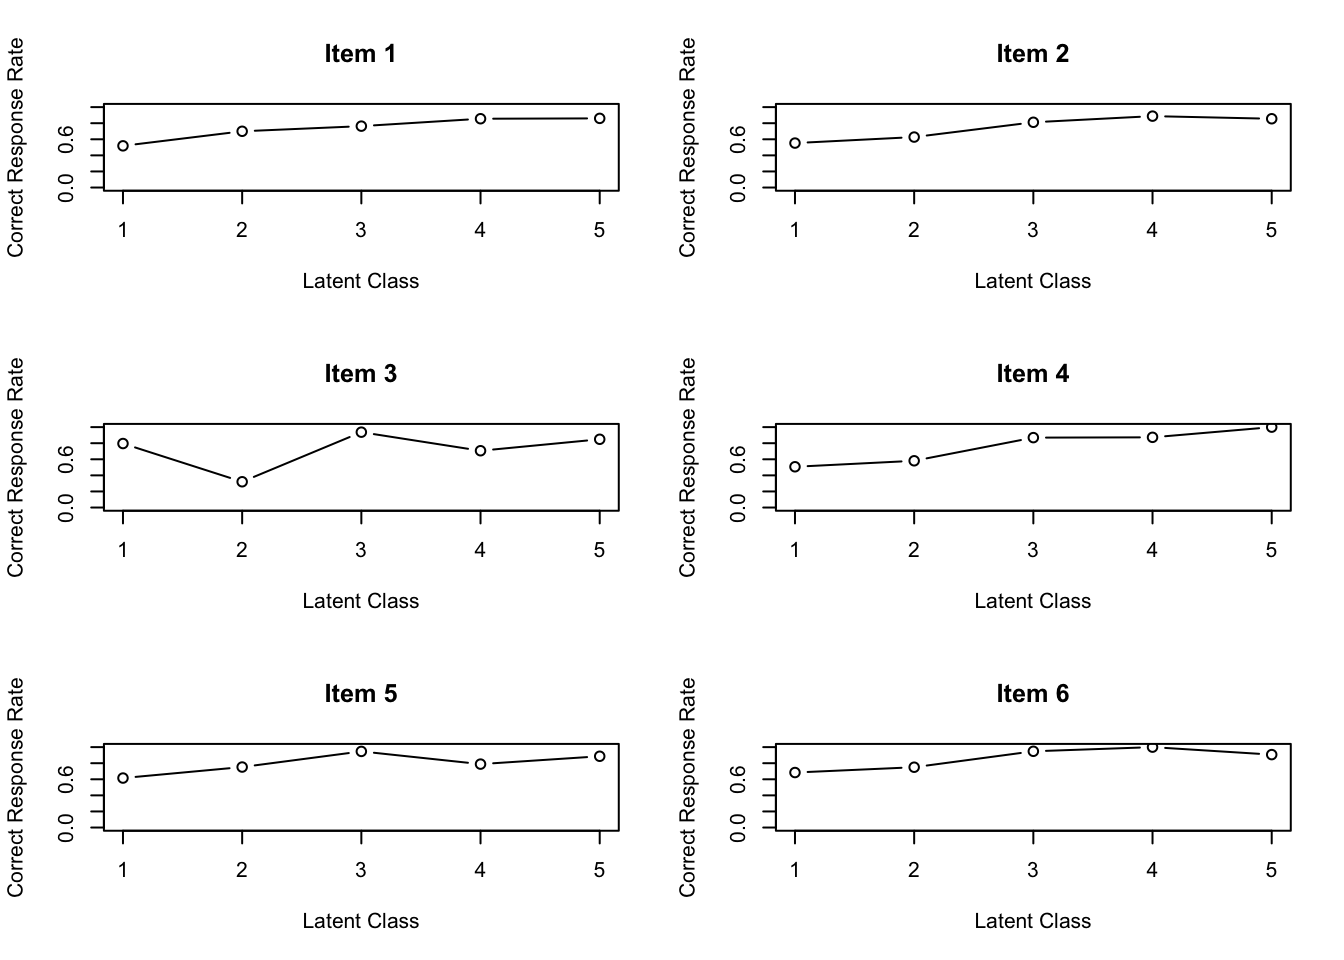 Item 1
Correct Response Rate
0.6
0.0
1 2 3 4 5
Latent Class
Item 2
Correct Response Rate
0.6
0.0
1 2 3 4 5
Latent Class
Item 3
Correct Response Rate
0.6
0.0
1 2 3 4 5
Latent Class
Item 4
Correct Response Rate
0.6
0.0
1 2 3 4 5
Latent Class
Item 5
Correct Response Rate
0.6
0.0
1 2 3 4 5
Latent Class
Item 6
Correct Response Rate
0.6
0.0
1 2 3 4 5
Latent Class